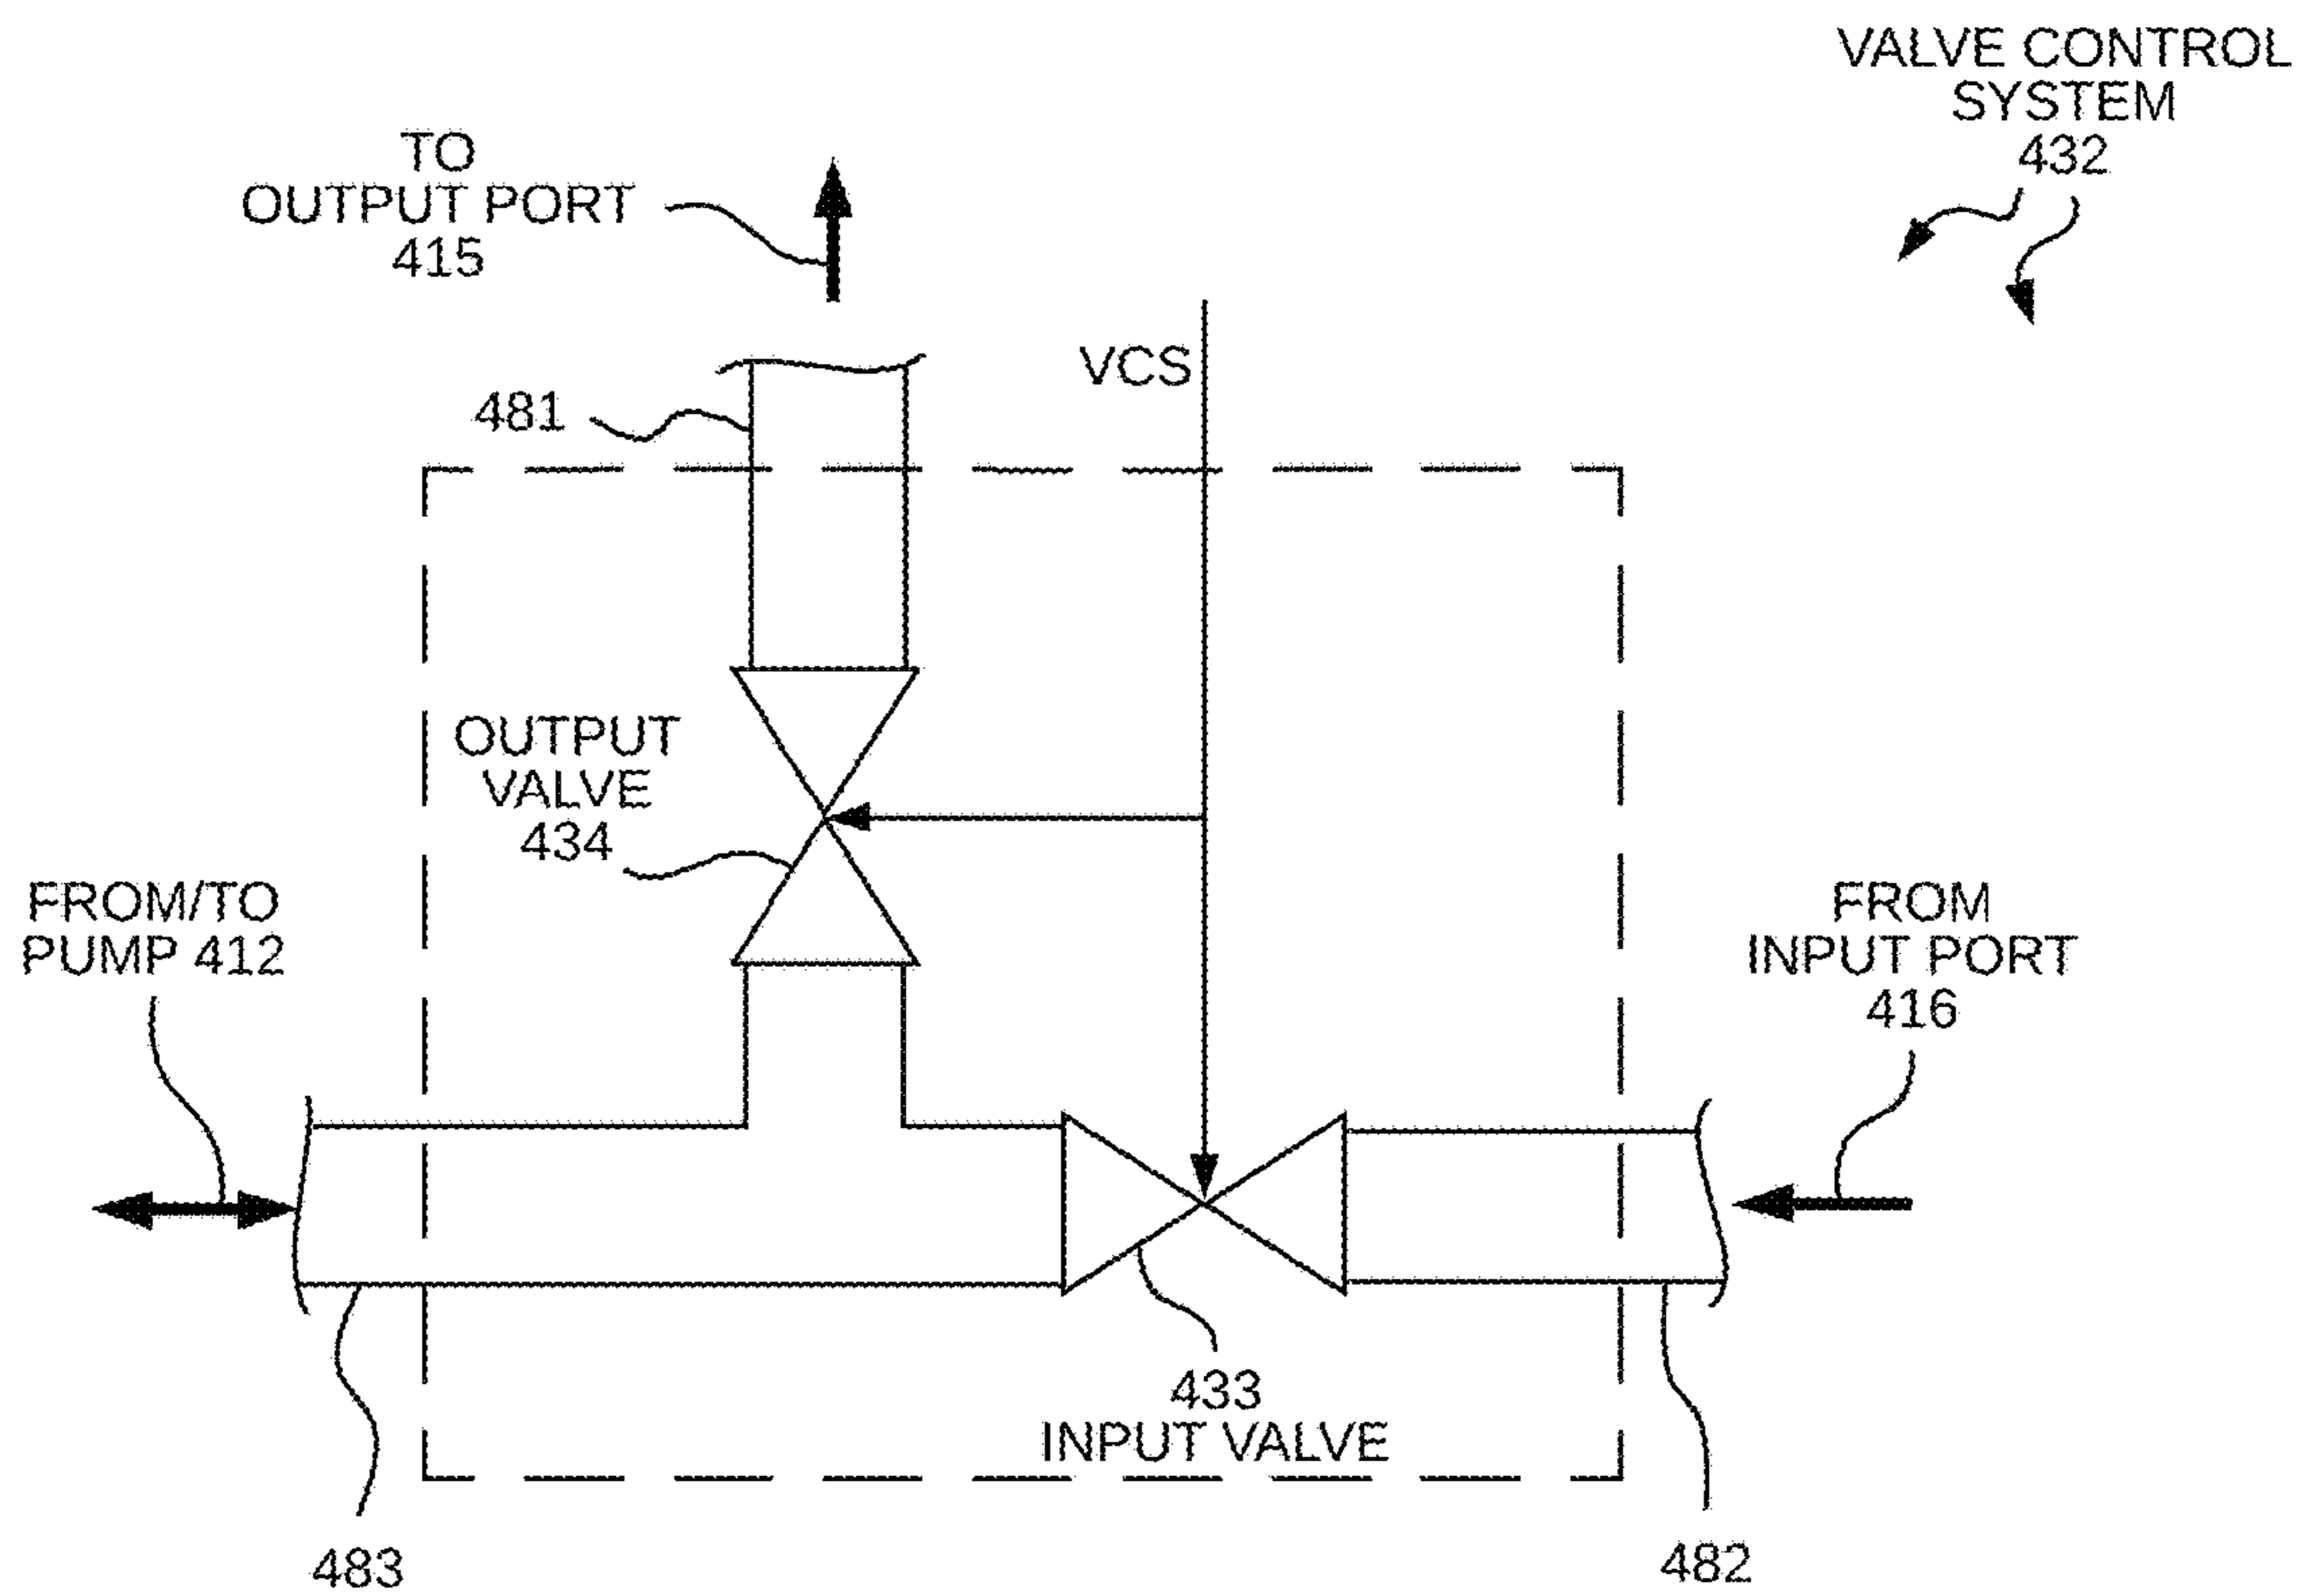 VALVE CONTROL
SYSTEM
432
TO
OUTPUT PORT
415
VCS
481
OUTPUT
VALVE
434
FROM/TO
PUMP 412
FROM
INPUT PORT
416
433
INPUT VALVE
483
482